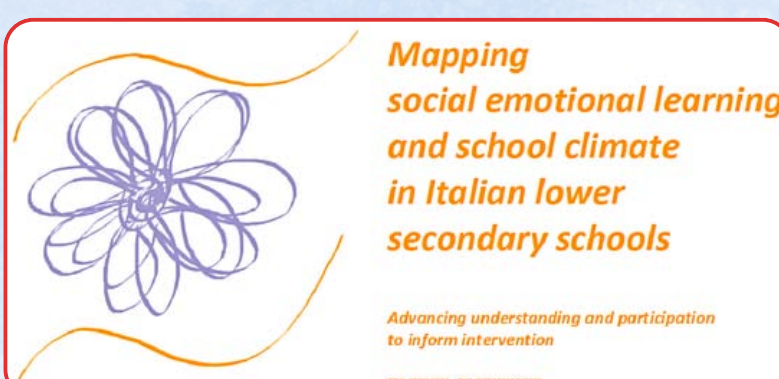 Mapping
social emotional learning
and school climate
in Italian lower
secondary schools
Advancing understanding and participation
to inform intervention